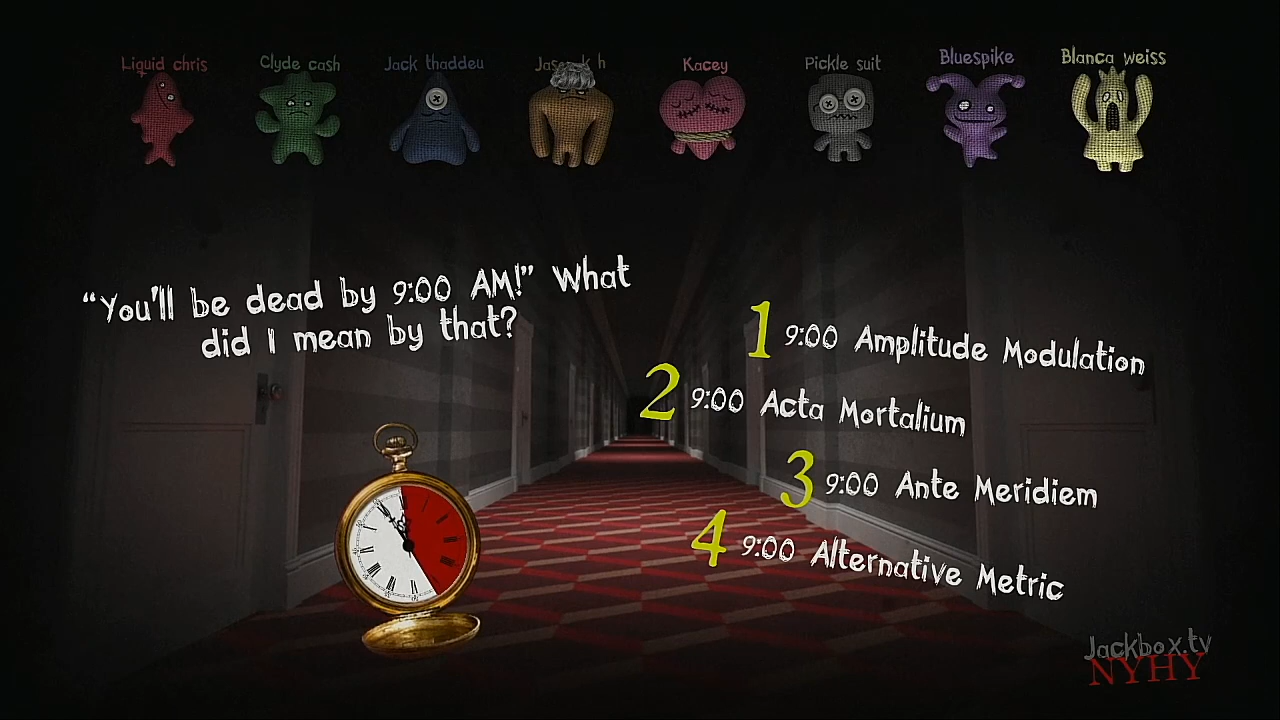 Liquid chris
Clyde cash
Jack thaddeu
Kacey
Pickle suit
Bluespike
Blanca weiss
"You'll be dead by 9:00 AM!" What
did I mean by that?
1 9:00 Amplitude Modulation
2 9:00 Acta Mortalium
3 9:00 Ante Meridiem
4 9:00 Alternative Metric
Jackbox.tv
NYHY